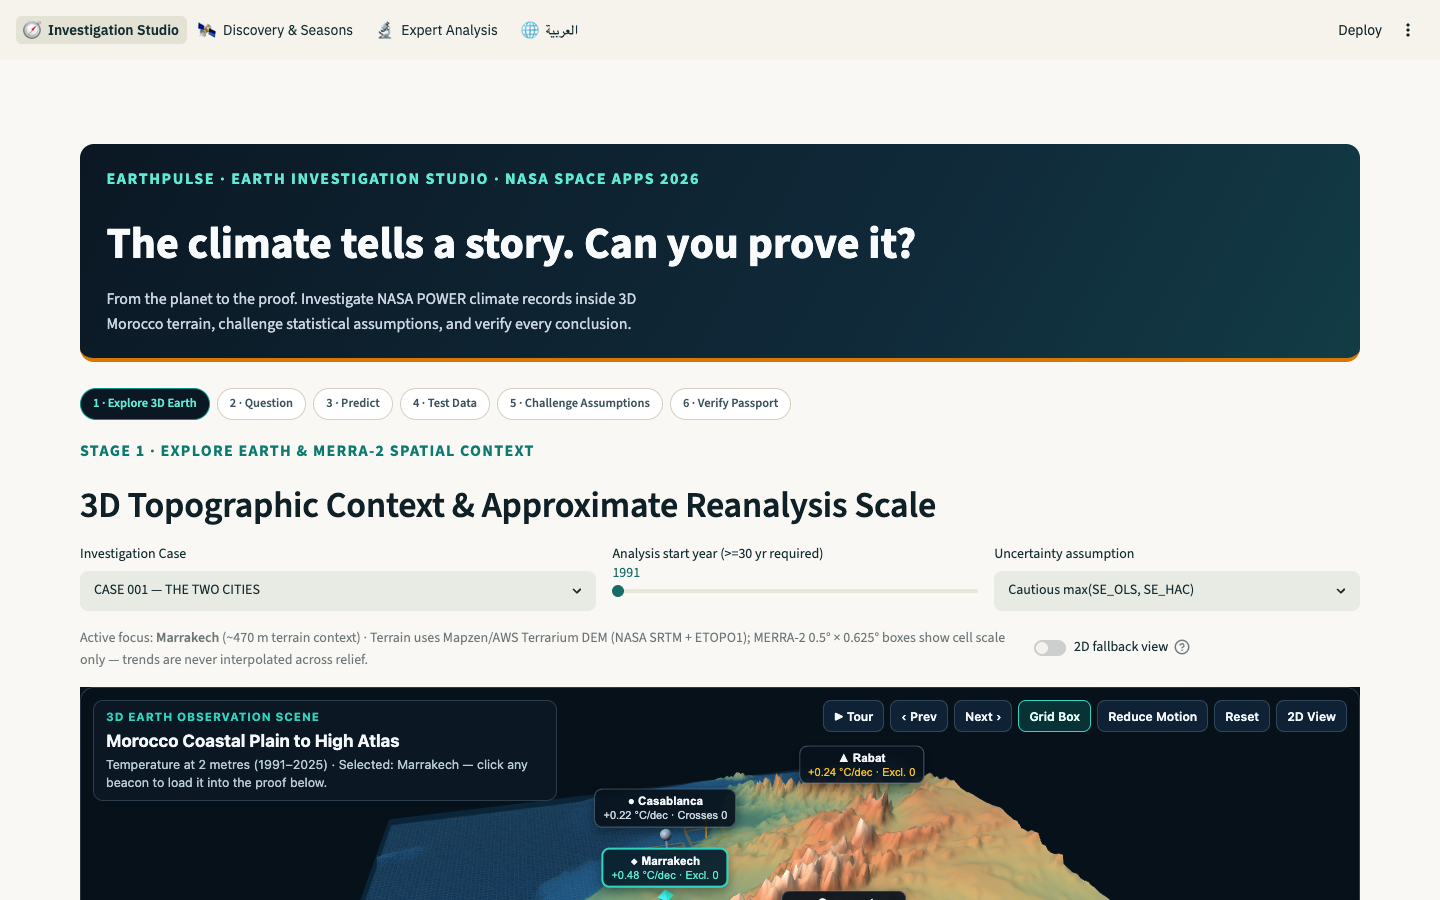 Investigation Studio
Discovery & Seasons
Expert Analysis
العربية
Deploy
EARTHPULSE · EARTH INVESTIGATION STUDIO · NASA SPACE APPS 2026
The climate tells a story. Can you prove it?
From the planet to the proof. Investigate NASA POWER climate records inside 3D
Morocco terrain, challenge statistical assumptions, and verify every conclusion.
1 · Explore 3D Earth
2 · Question
3 · Predict
4 · Test Data
5 · Challenge Assumptions
6 · Verify Passport
STAGE 1 · EXPLORE EARTH & MERRA-2 SPATIAL CONTEXT
3D Topographic Context & Approximate Reanalysis Scale
Investigation Case
CASE 001 — THE TWO CITIES
Analysis start year (>=30 yr required)
1991
Uncertainty assumption
Cautious max(SE_OLS, SE_HAC)
Active focus: Marrakech (~470 m terrain context) · Terrain uses Mapzen/AWS Terrarium DEM (NASA SRTM + ETOPO1); MERRA-2 0.5° × 0.625° boxes show cell scale
only — trends are never interpolated across relief.
2D fallback view
3D EARTH OBSERVATION SCENE
Morocco Coastal Plain to High Atlas
Temperature at 2 metres (1991–2025) · Selected: Marrakech — click any
beacon to load it into the proof below.
▶ Tour
‹ Prev
Next ›
Grid Box
Reduce Motion
Reset
2D View
▲ Rabat
+0.24 °C/dec · Excl. 0
● Casablanca
+0.22 °C/dec · Crosses 0
◆ Marrakech
+0.48 °C/dec · Excl. 0